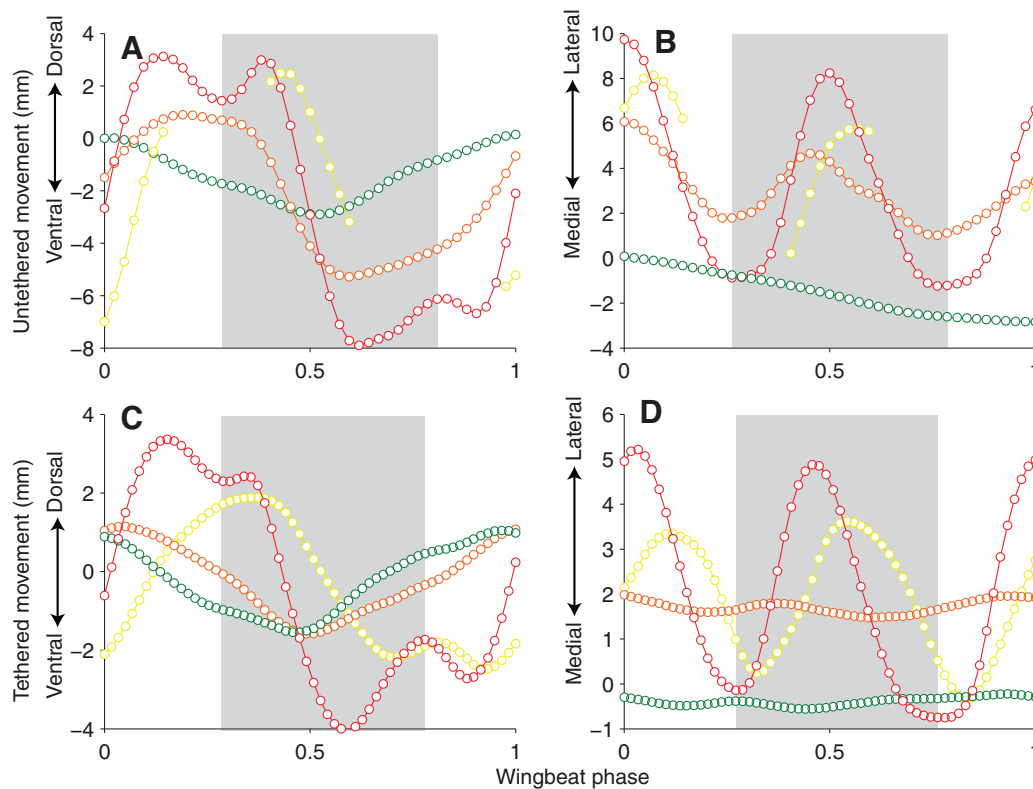 A
B
Untethered movement (mm)
Ventral Dorsal
4
2
0
−2
−4
−6
−8
0 0.5 1
Medial Lateral
10
8
6
4
2
0
−2
−4
0 0.5 1
C
D
Tethered movement (mm)
Ventral Dorsal
4
2
0
−2
−4
0 0.5 1
Medial Lateral
6
5
4
3
2
1
0
−1
0 0.5 1
Wingbeat phase